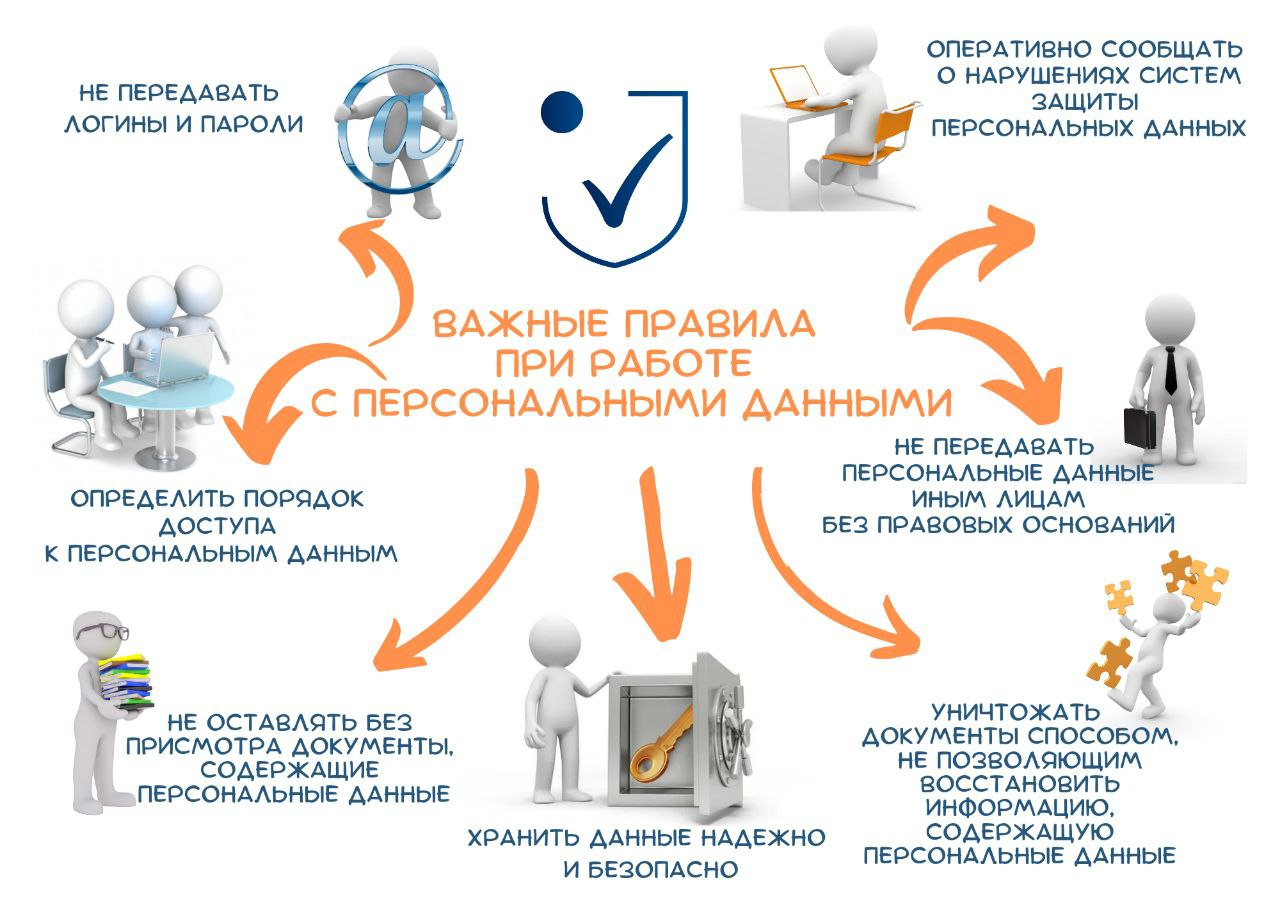 НЕ ПЕРЕДАВАТЬ
ЛОГИНЫ И ПАРОЛИ
ОПЕРАТИВНО СООБЩАТЬ
О НАРУШЕНИЯХ СИСТЕМ
ЗАЩИТЫ
ПЕРСОНАЛЬНЫХ ДАННЫХ
ВАЖНЫЕ ПРАВИЛА
ПРИ РАБОТЕ
С ПЕРСОНАЛЬНЫМИ ДАННЫМИ
ОПРЕДЕЛИТЬ ПОРЯДОК
ДОСТУПА
К ПЕРСОНАЛЬНЫМ ДАННЫМ
НЕ ПЕРЕДАВАТЬ
ПЕРСОНАЛЬНЫЕ ДАННЫЕ
ИНЫМ ЛИЦАМ
БЕЗ ПРАВОВЫХ ОСНОВАНИЙ
НЕ ОСТАВЛЯТЬ БЕЗ
ПРИСМОТРА ДОКУМЕНТЫ,
СОДЕРЖАЩИЕ
ПЕРСОНАЛЬНЫЕ ДАННЫЕ
ХРАНИТЬ ДАННЫЕ НАДЕЖНО
И БЕЗОПАСНО
УНИЧТОЖАТЬ
ДОКУМЕНТЫ СПОСОБОМ,
НЕ ПОЗВОЛЯЮЩИМ
ВОССТАНОВИТЬ
ИНФОРМАЦИЮ,
СОДЕРЖАЩУЮ
ПЕРСОНАЛЬНЫЕ ДАННЫЕ